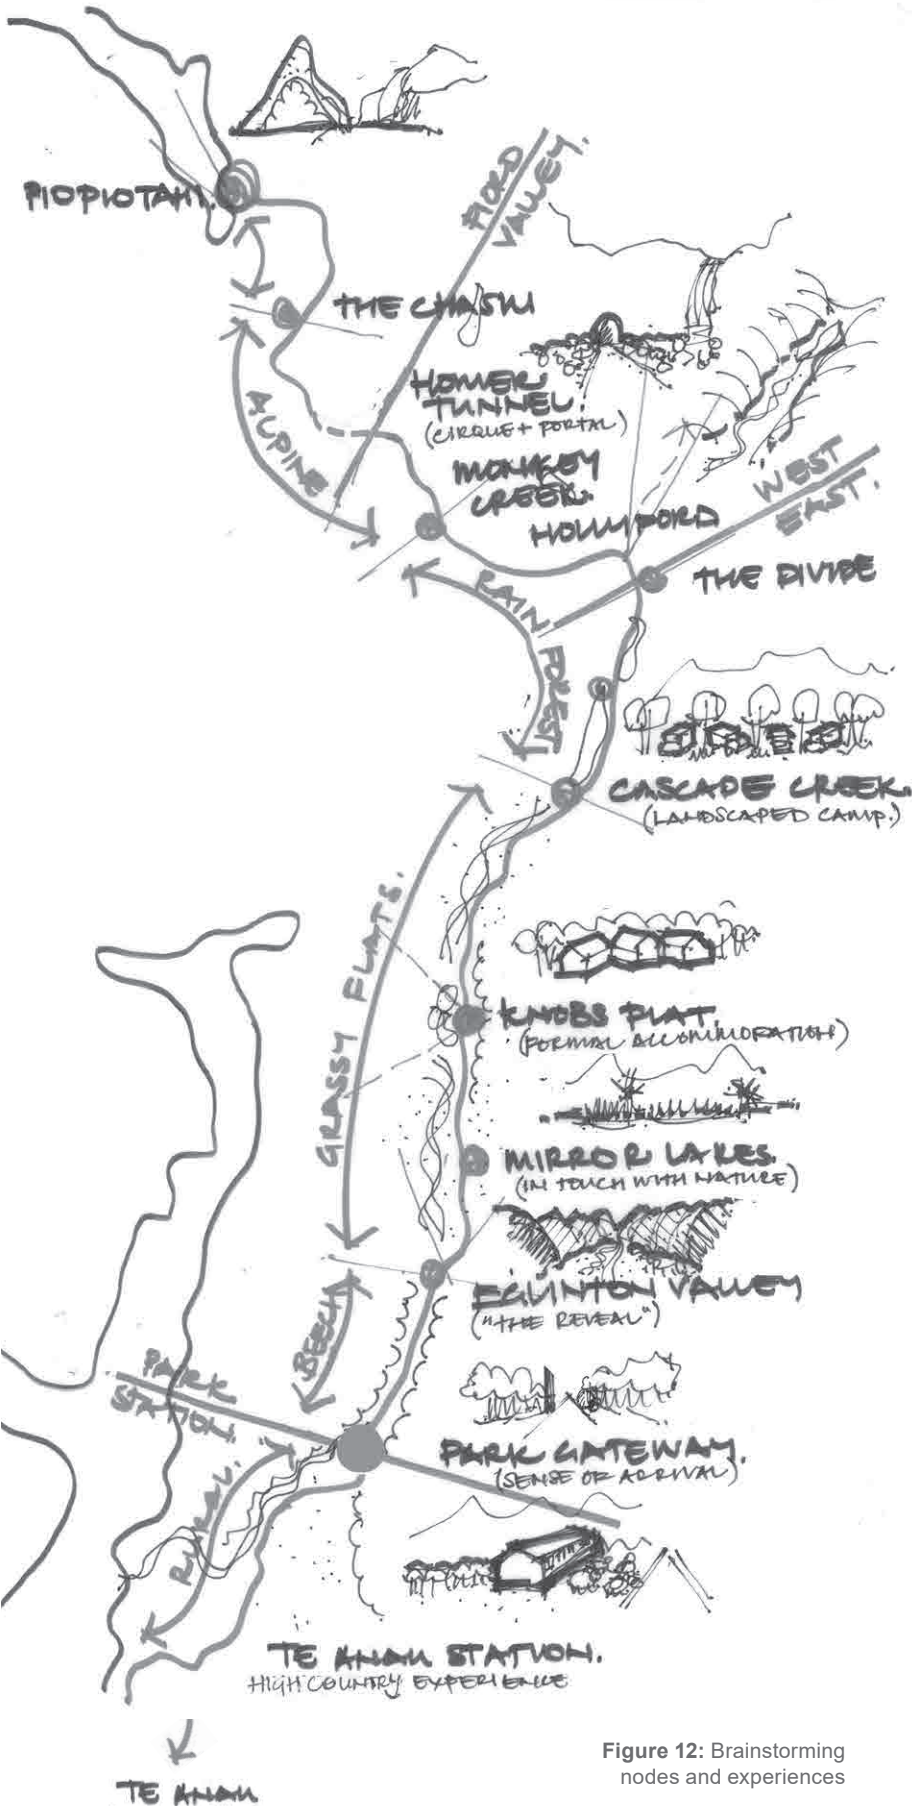 PIOPIOTAHI.
FIORD
VALLEY.
THE CHASM
ALPINE
HOMER
TUNNEL.
(CIRQUE + PORTAL)
MONKEY
CREEK.
HOLLYFORD
WEST
EAST.
THE DIVIDE
RAIN
FOREST
CASCADE CREEK.
(LANDSCAPED CAMP.)
GRASSY FLATS.
KNOBS FLAT.
(FORMAL ACCOMMODATION)
MIRROR LAKES.
(IN TOUCH WITH NATURE)
EGLINTON VALLEY
("THE REVEAL")
BEECH
PARK
STATION.
PARK GATEWAY.
(SENSE OF ARRIVAL)
RURAL.
TE ANAU STATION.
HIGH COUNTRY EXPERIENCE
TE ANAU
Figure 12: Brainstorming
nodes and experiences